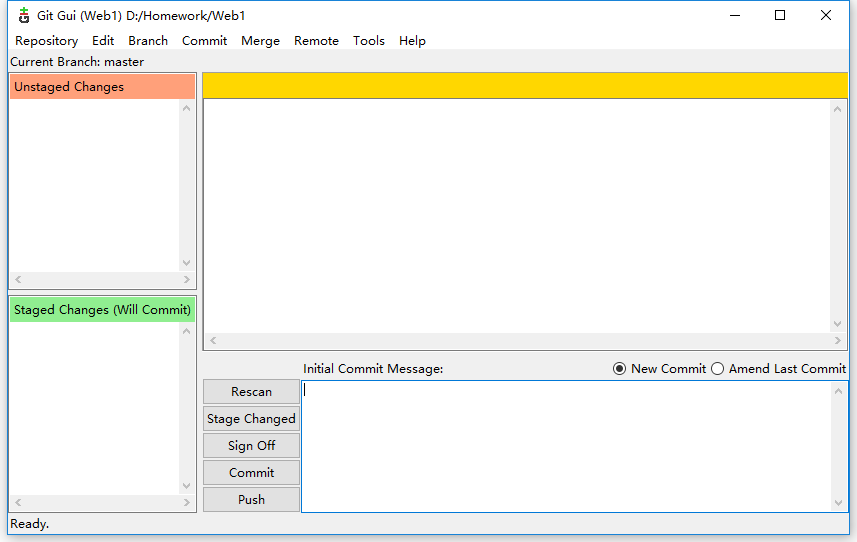 Git Gui (Web1) D:/Homework/Web1
Repository Edit Branch Commit Merge Remote Tools Help
Current Branch: master
Unstaged Changes
Staged Changes (Will Commit)
Initial Commit Message: New Commit Amend Last Commit
Rescan
Stage Changed
Sign Off
Commit
Push
Ready.